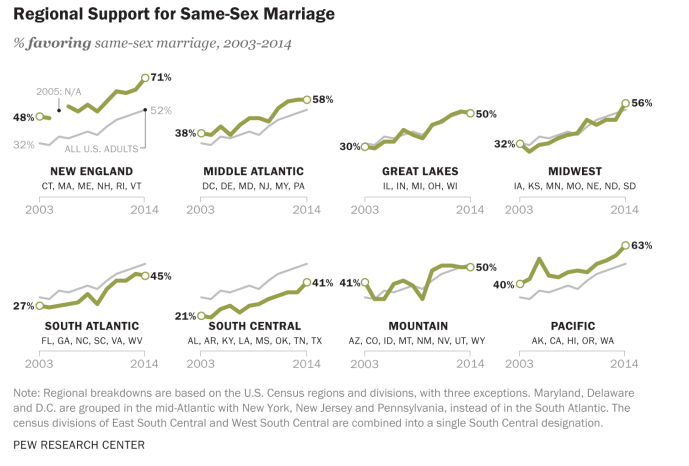 Regional Support for Same-Sex Marriage
% favoring same-sex marriage, 2003-2014
2005: N/A
71%
48%
52%
32%
ALL U.S. ADULTS
NEW ENGLAND
CT, MA, ME, NH, RI, VT
2003 2014
58%
38%
MIDDLE ATLANTIC
DC, DE, MD, NJ, MY, PA
2003 2014
50%
30%
GREAT LAKES
IL, IN, MI, OH, WI
2003 2014
56%
32%
MIDWEST
IA, KS, MN, MO, NE, ND, SD
2003 2014
45%
27%
SOUTH ATLANTIC
FL, GA, NC, SC, VA, WV
2003 2014
41%
21%
SOUTH CENTRAL
AL, AR, KY, LA, MS, OK, TN, TX
2003 2014
41%
50%
MOUNTAIN
AZ, CO, ID, MT, NM, NV, UT, WY
2003 2014
63%
40%
PACIFIC
AK, CA, HI, OR, WA
2003 2014
Note: Regional breakdowns are based on the U.S. Census regions and divisions, with three exceptions. Maryland, Delaware
and D.C. are grouped in the mid-Atlantic with New York, New Jersey and Pennsylvania, instead of in the South Atlantic. The
census divisions of East South Central and West South Central are combined into a single South Central designation.
PEW RESEARCH CENTER